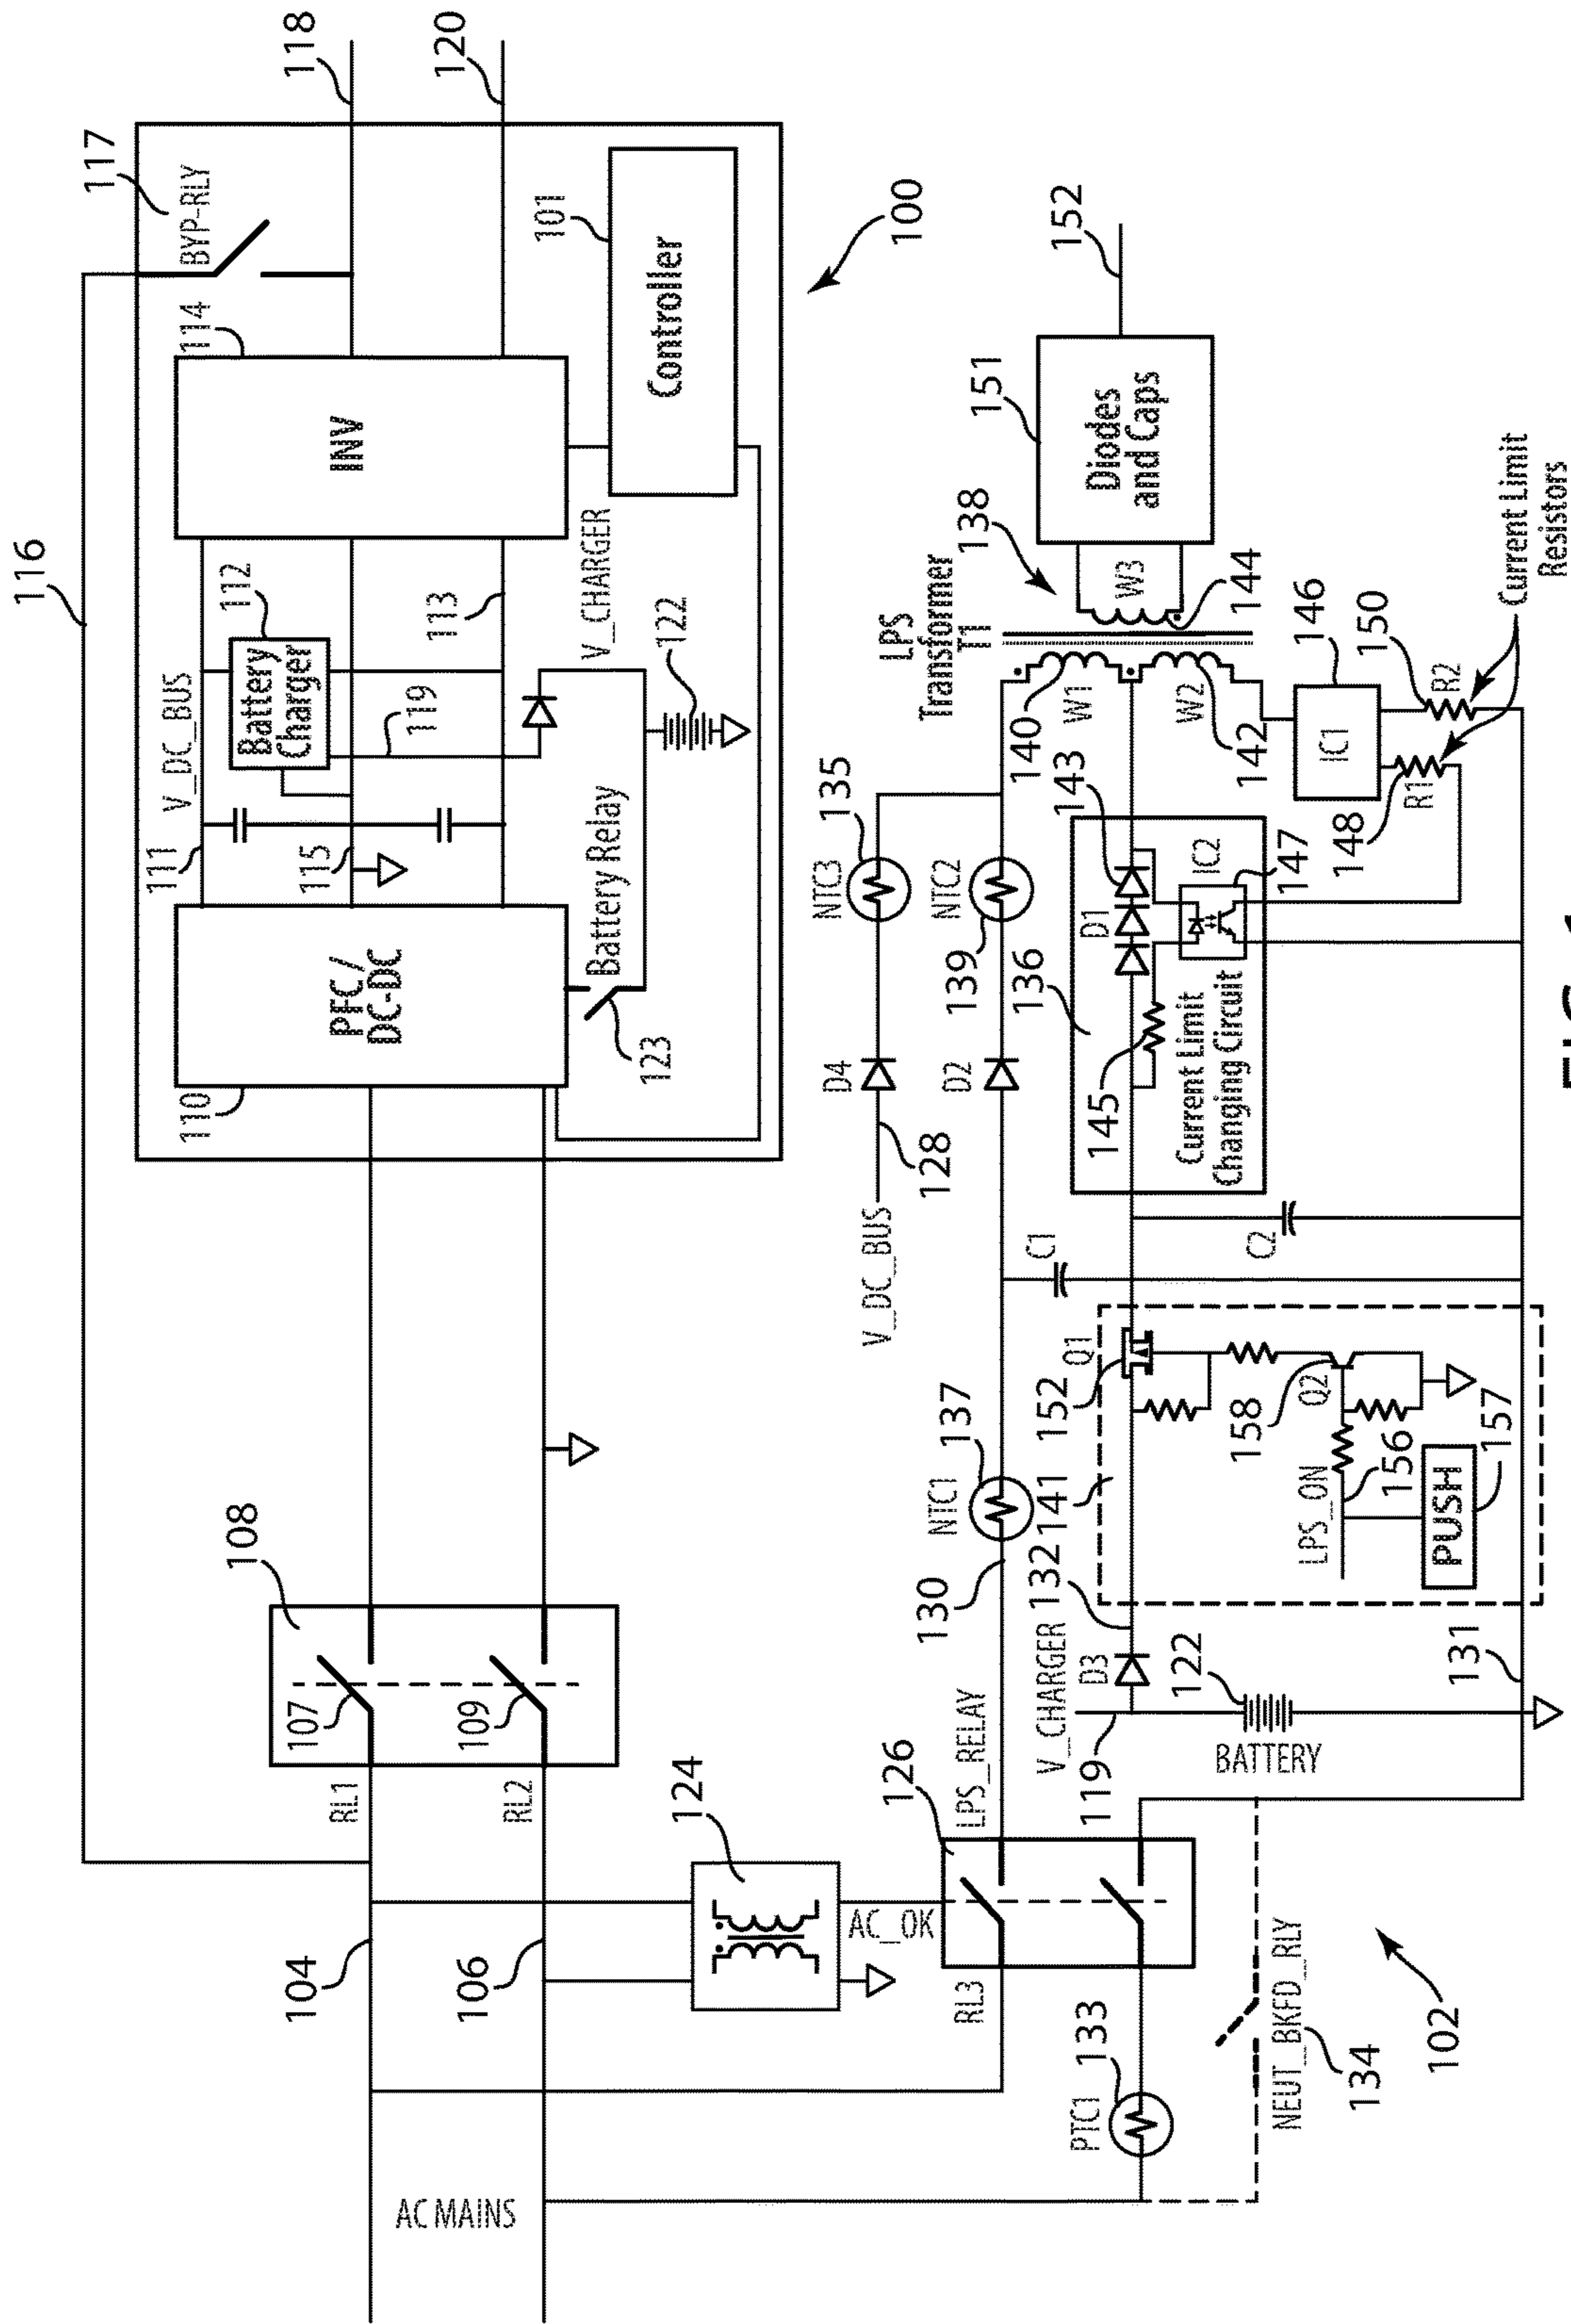 116
117
BYP-RLY
118
120
114
INV
101
Controller
100
V_DC_BUS
111
112
Battery
Charger
113
115
119
V_CHARGER
122
PFC/
DC-DC
110
Battery Relay
123
108
107
109
RL1
RL2
104
106
AC MAINS
124
AC_OK
126
RL3
LPS_RELAY
PTC1
133
NEUT_BKFD_RLY
134
102
V_DC_BUS
128
D4
NTC3
135
130
NTC1
137
D2
NTC2
139
C1
C2
LPS
Transformer
T1
138
140
W1
W2
142
W3
144
151
Diodes
and Caps
152
V_CHARGER
119
D3
132
141
122
BATTERY
131
Q1
152
158
Q2
LPS_ON
156
PUSH
157
136
D1
143
145
IC2
147
Current Limit
Changing Circuit
IC1
146
R1
148
R2
150
Current Limit
Resistors